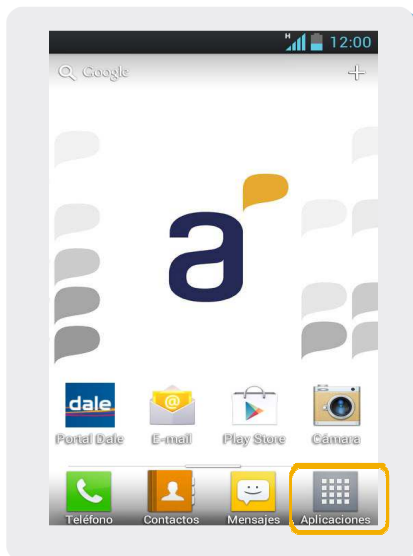 H 12:00
Google
a
dale
Portal Dale E-mail Play Store Cámara
Teléfono Contactos Mensajes Aplicaciones